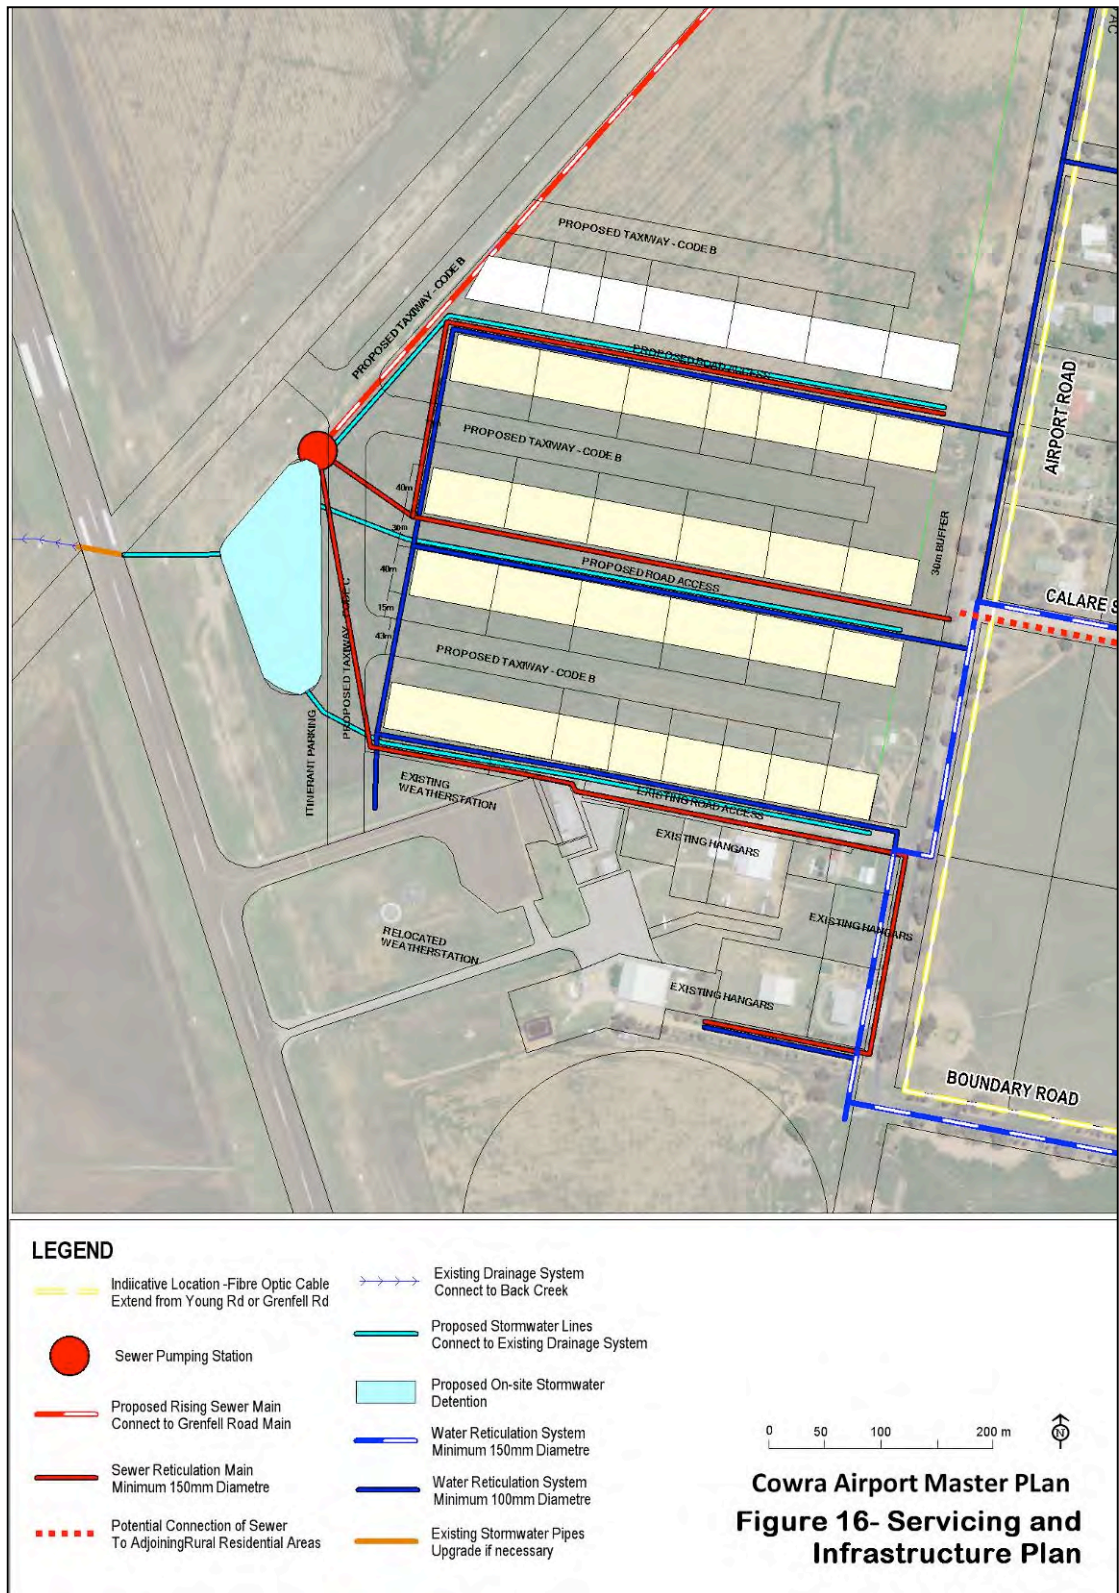 AC
PROPOSED TAXIWAY - CODE B
PROPOSED TAXIWAY - CODE B
PROPOSED ROAD ACCESS
AIRPORT ROAD
PROPOSED TAXIWAY - CODE B
40m
30m
30m BUFFER
40m
PROPOSED ROAD ACCESS
CALARE S
15m
43m
PROPOSED TAXIWAY - CODE C
PROPOSED TAXIWAY - CODE B
ITINERANT PARKING
EXISTING
WEATHERSTATION
EXISTING ROAD ACCESS
EXISTING HANGARS
EXISTING HANGARS
RELOCATED
WEATHERSTATION
EXISTING HANGARS
BOUNDARY ROAD
LEGEND
Indiicative Location -Fibre Optic Cable
Extend from Young Rd or Grenfell Rd
Sewer Pumping Station
Proposed Rising Sewer Main
Connect to Grenfell Road Main
Sewer Reticulation Main
Minimum 150mm Diametre
Potential Connection of Sewer
To AdjoiningRural Residential Areas
Existing Drainage System
Connect to Back Creek
Proposed Stormwater Lines
Connect to Existing Drainage System
Proposed On-site Stormwater
Detention
Water Reticulation System
Minimum 150mm Diametre
Water Reticulation System
Minimum 100mm Diametre
Existing Stormwater Pipes
Upgrade if necessary
0 50 100 200 m
N
Cowra Airport Master PLan
Figure 16- Servicing and
Infrastructure Plan